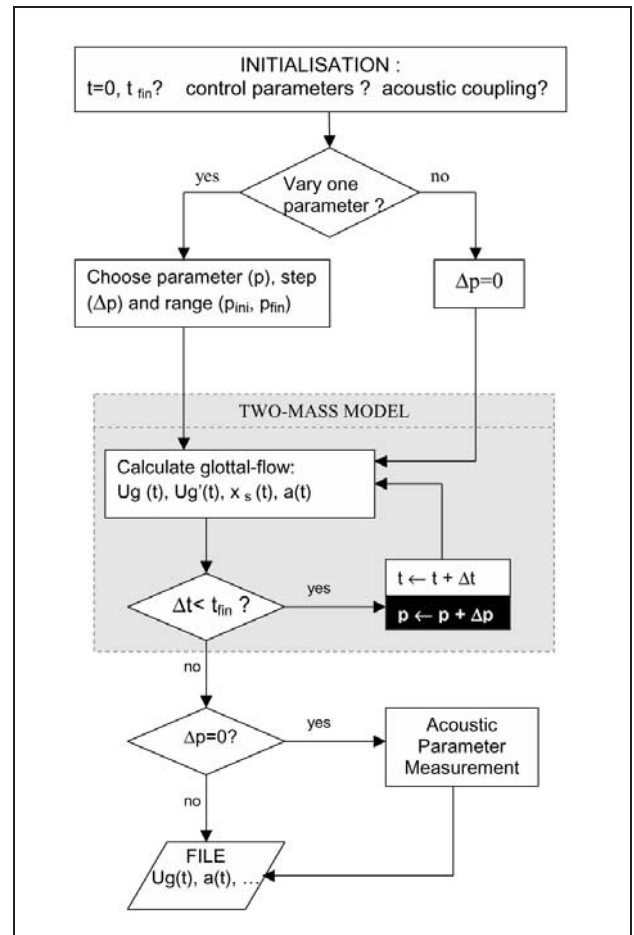 INITIALISATION :
t=0, t fin? control parameters ? acoustic coupling?
yes
Vary one
parameter ?
no
Choose parameter (p), step
(Δp) and range (pini, pfin)
Δp=0
TWO-MASS MODEL
Calculate glottal-flow:
Ug (t), Ug'(t), x s (t), a(t)
t ← t + Δt
Δt< tfin ?
yes
p ← p + Δp
no
Δp=0?
yes
Acoustic
Parameter
Measurement
no
FILE
Ug(t), a(t), ...